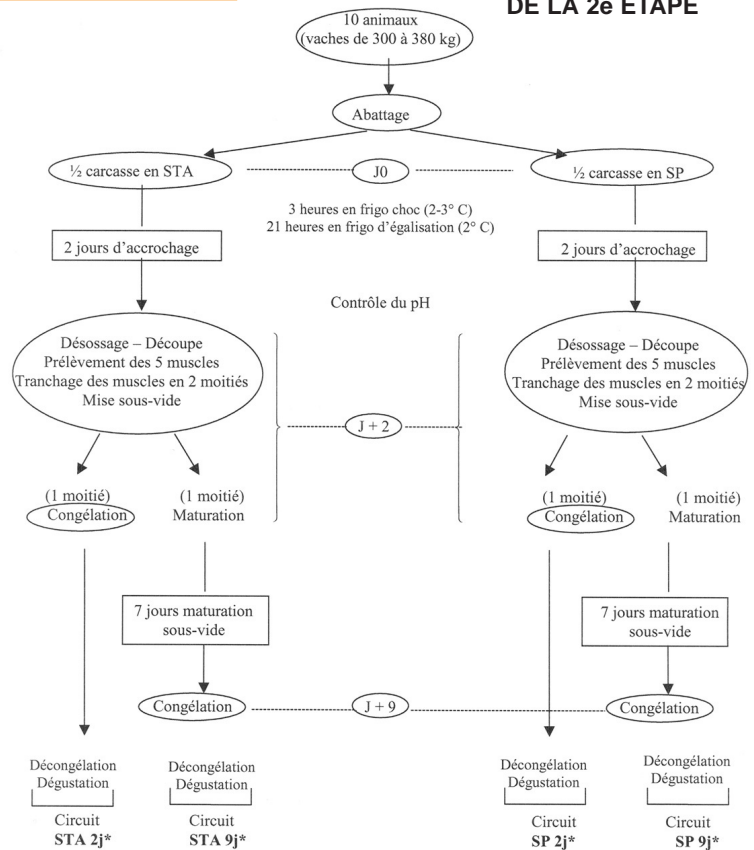 DE LA 2e ETAPE
10 animaux
(vaches de 300 à 380 kg)
Abattage
½ carcasse en STA
J0
½ carcasse en SP
3 heures en frigo choc (2-3° C)
21 heures en frigo d'égalisation (2° C)
2 jours d'accrochage
2 jours d'accrochage
Contrôle du pH
Désossage – Découpe
Prélèvement des 5 muscles
Tranchage des muscles en 2 moitiés
Mise sous-vide
Désossage – Découpe
Prélèvement des 5 muscles
Tranchage des muscles en 2 moitiés
Mise sous-vide
J + 2
(1 moitié)
Congélation
(1 moitié)
Maturation
(1 moitié)
Congélation
(1 moitié)
Maturation
7 jours maturation
sous-vide
7 jours maturation
sous-vide
Congélation
J + 9
Congélation
Décongélation
Dégustation
Circuit
STA 2j*
Décongélation
Dégustation
Circuit
STA 9j*
Décongélation
Dégustation
Circuit
SP 2j*
Décongélation
Dégustation
Circuit
SP 9j*